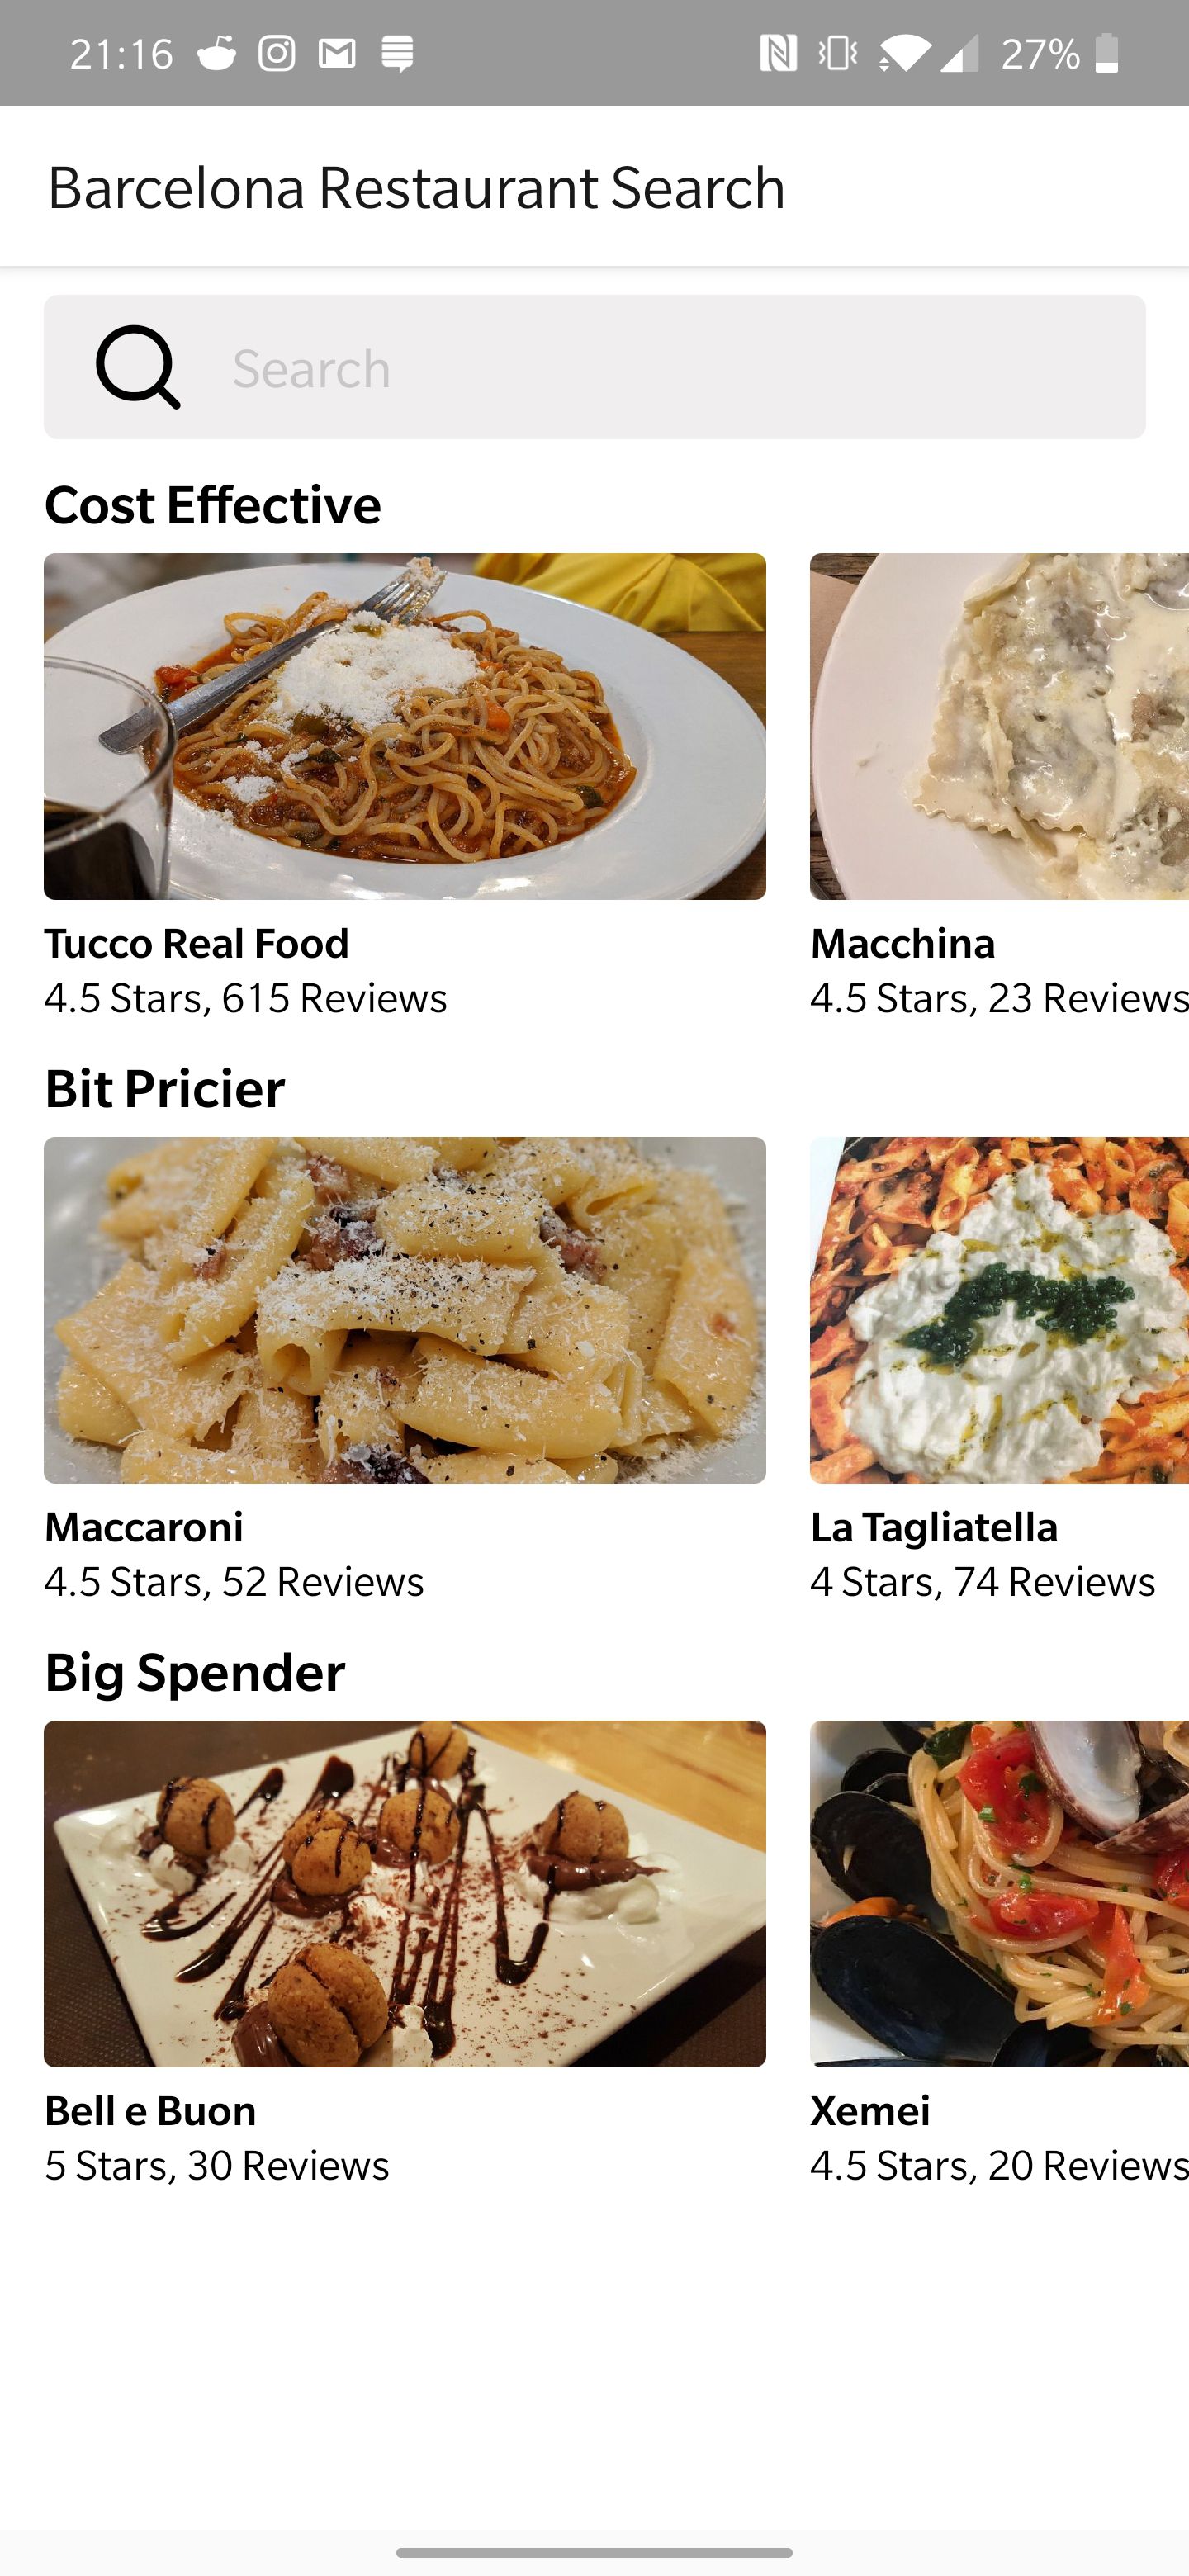 21:16 27%
Barcelona Restaurant Search
Search
Cost Effective
Tucco Real Food
4.5 Stars, 615 Reviews
Macchina
4.5 Stars, 23 Reviews
Bit Pricier
Maccaroni
4.5 Stars, 52 Reviews
La Tagliatella
4 Stars, 74 Reviews
Big Spender
Bell e Buon
5 Stars, 30 Reviews
Xemei
4.5 Stars, 20 Reviews